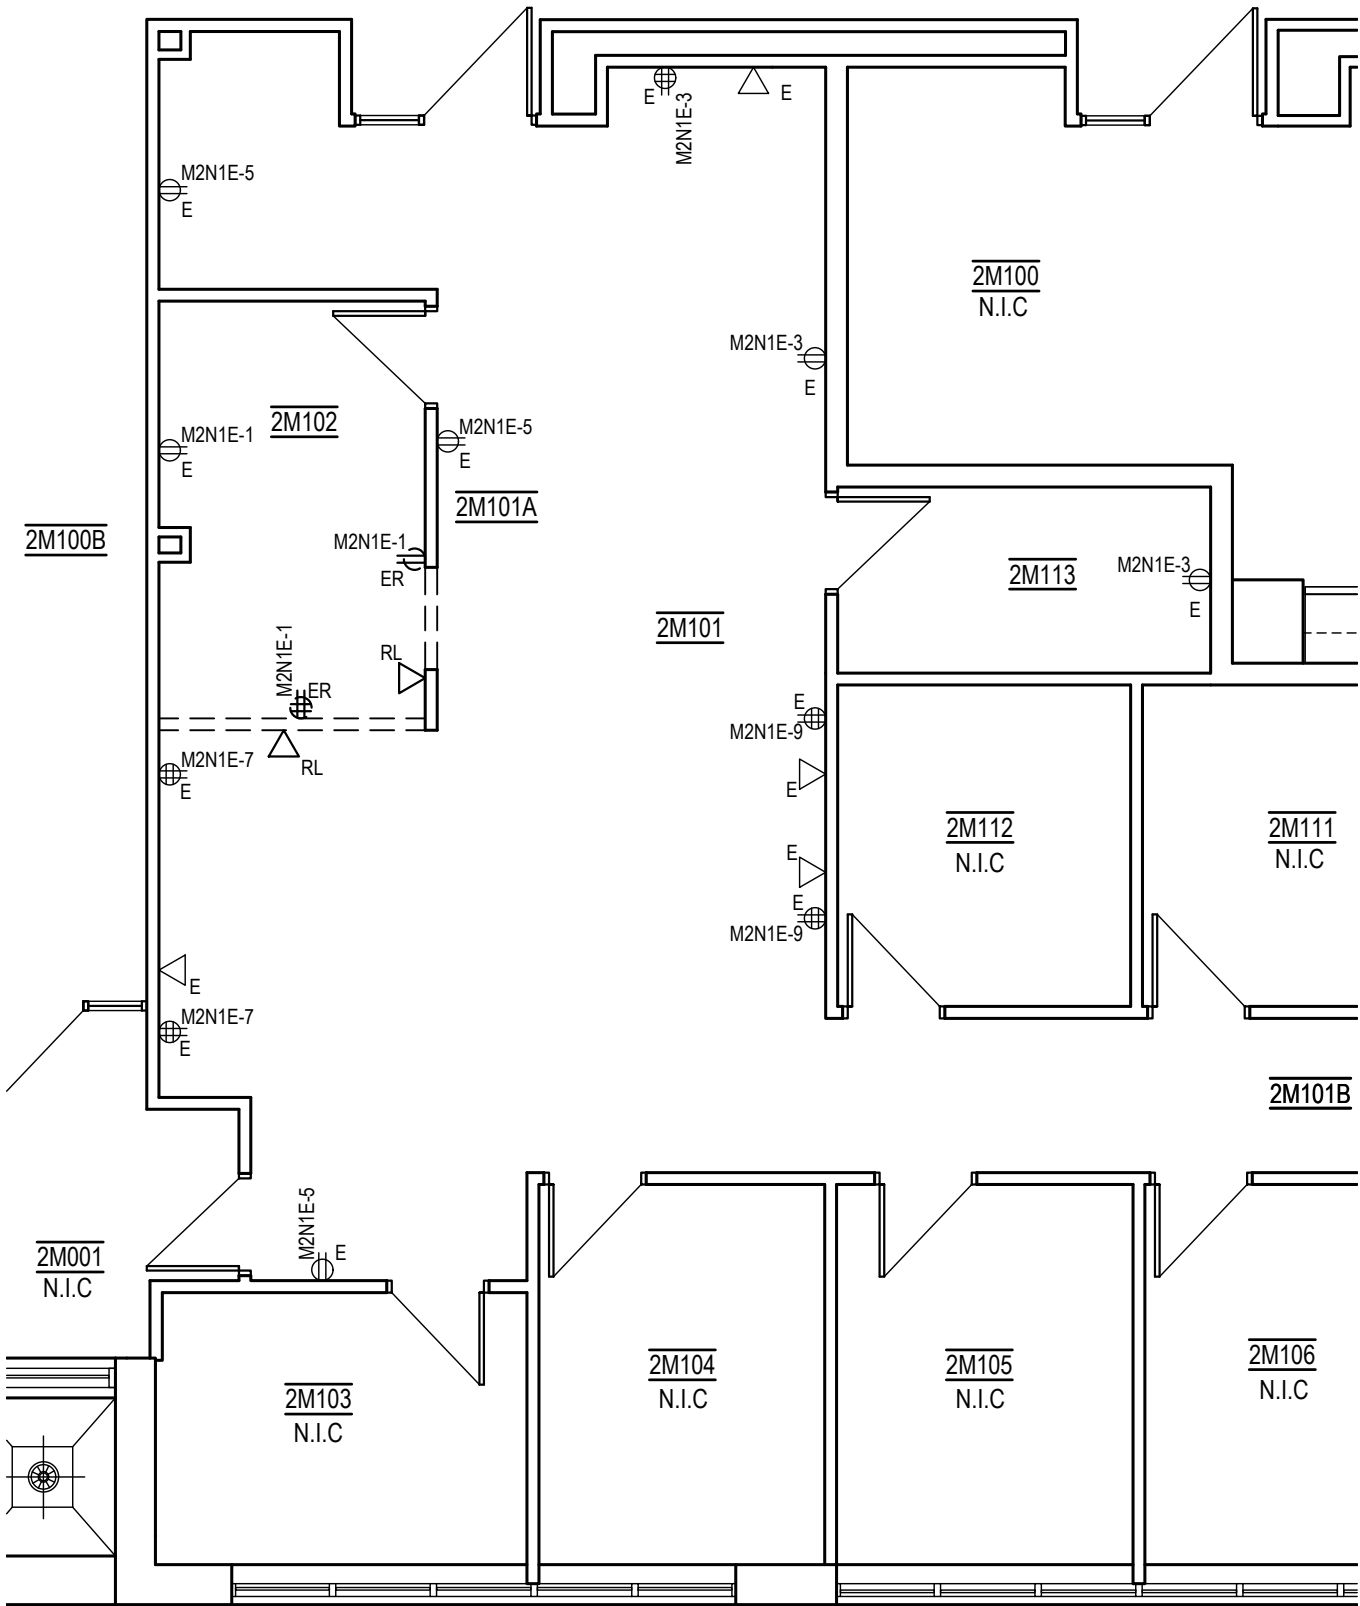 E
M2N1E-3
E
M2N1E-5
E
2M100
N.I.C
M2N1E-3
E
2M102
M2N1E-1
E
M2N1E-5
E
2M101A
2M100B
M2N1E-1
ER
2M113
M2N1E-3
E
2M101
M2N1E-1
ER
RL
RL
E
M2N1E-9
M2N1E-7
E
E
2M112
N.I.C
2M111
N.I.C
E
E
M2N1E-9
E
M2N1E-7
E
2M101B
M2N1E-5
E
2M001
N.I.C
2M103
N.I.C
2M104
N.I.C
2M105
N.I.C
2M106
N.I.C